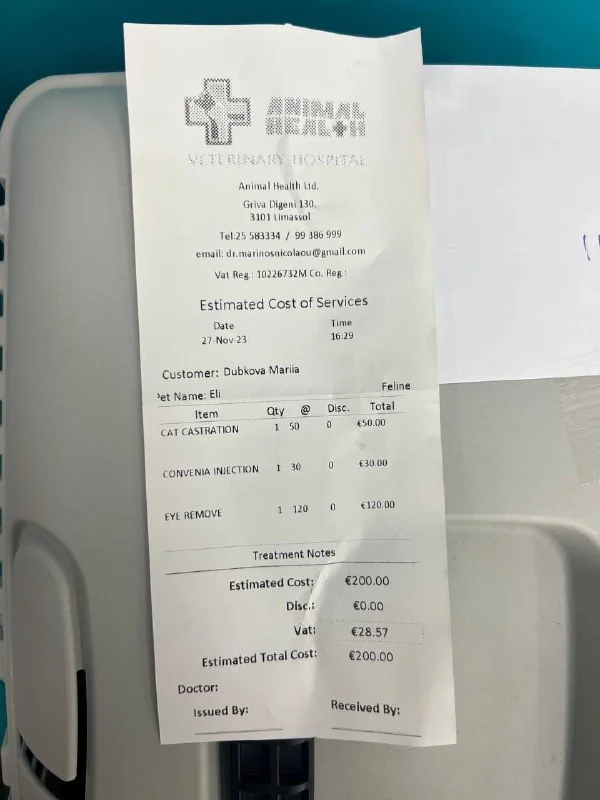 ANIMAL
HEALTH
VETERINARY HOSPITAL
Animal Health Ltd.
Griva Digeni 130,
3101 Limassol
Tel:25 583334 / 99 386 999
email: dr.marinosnicolaou@gmail.com
Vat Reg.: 10226732M Co. Reg.:
Estimated Cost of Services
Date Time
27-Nov-23 16:29
Customer: Dubkova Mariia
Pet Name: Eli Feline
Item Qty @ Disc. Total
CAT CASTRATION 1 50 0 €50.00
CONVENIA INJECTION 1 30 0 €30.00
EYE REMOVE 1 120 0 €120.00
Treatment Notes
Estimated Cost: €200.00
Disc.: €0.00
Vat: €28.57
Estimated Total Cost: €200.00
Doctor:
Issued By: Received By: